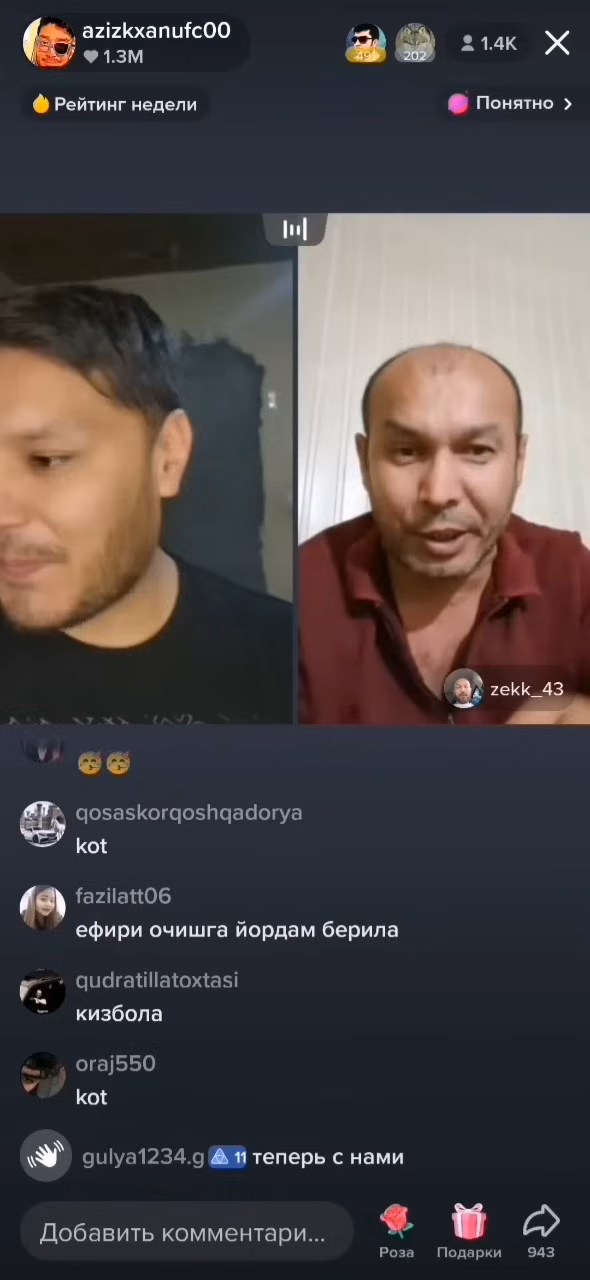 azizkxanufc00
1.3M
491
202
1.4K
Рейтинг недели
Понятно
zekk_43
qosaskorqoshqadorya
kot
fazilatt06
ефири очишга йордам берила
qudratillatoxtasi
кизбола
oraj550
kot
gulya1234.g 11 теперь с нами
Добавить комментари...
Роза
Подарки
943